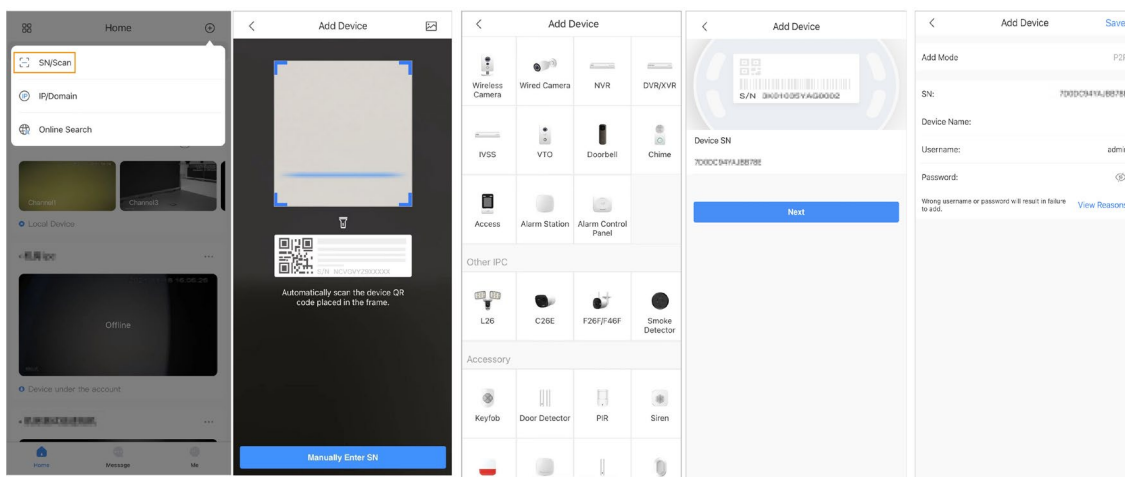 Home
SN/Scan
IP/Domain
Online Search
Channel1
Channel3
Local Device
ipc
Offline
Device under the account
Home
Message
Me
Add Device
Automatically scan the device QR
code placed in the frame.
Manually Enter SN
Add Device
Wireless
Camera
Wired Camera
NVR
DVR/XVR
IVSS
VTO
Doorbell
Chime
Access
Alarm Station
Alarm Control
Panel
Other IPC
L26
C26E
F26F/F46F
Smoke
Detector
Accessory
Keyfob
Door Detector
PIR
Siren
Add Device
S/N
Device SN
Next
Add Device
Save
Add Mode
P2P
SN:
Device Name:
Username:
admin
Password:
Wrong username or password will result in failure
to add.
View Reasons